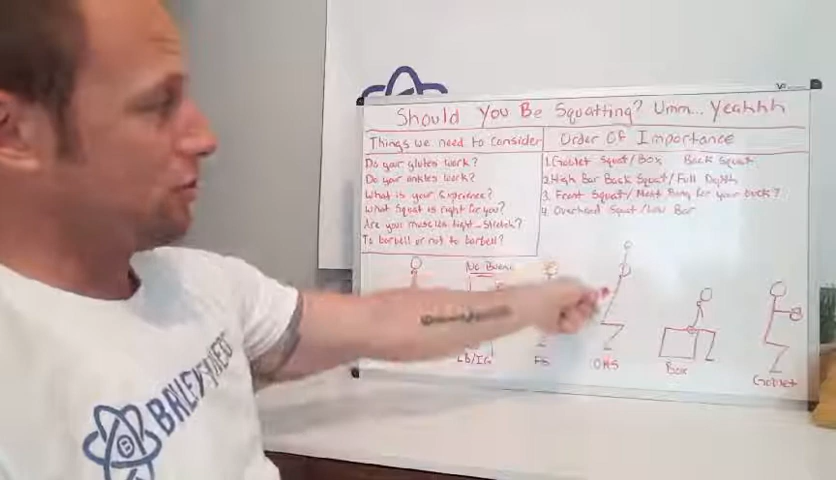 Should You Be Squatting? Umm... Yeahhh
Things we need to Consider
Order Of Importance
Do your glutes work?
Do your ankles work?
What is your Experience?
What Squat is right for you?
Are your muscles tight... Stretch?
To barbell or not to barbell?
1. Goblet Squat/Box Back Squat
2. High Bar Back Squat/Full Depth
3. Front Squat/Most Bang for your buck?
4. Overhead Squat/Low Bar
No Bueno
LB/IG
FS
OHS
Box
Goblet
B